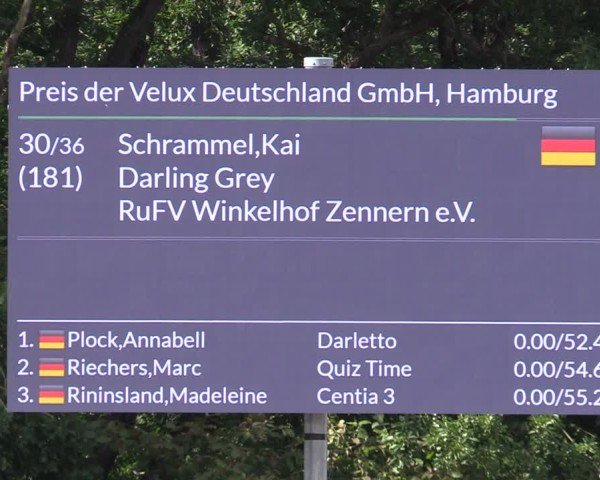 Preis der Velux Deutschland GmbH, Hamburg
30/36 Schrammel,Kai
(181) Darling Grey
RuFV Winkelhof Zennern e.V.
1. Plock,Annabell Darletto 0.00/52.4
2. Riechers,Marc Quiz Time 0.00/54.6
3. Rininsland,Madeleine Centia 3 0.00/55.2